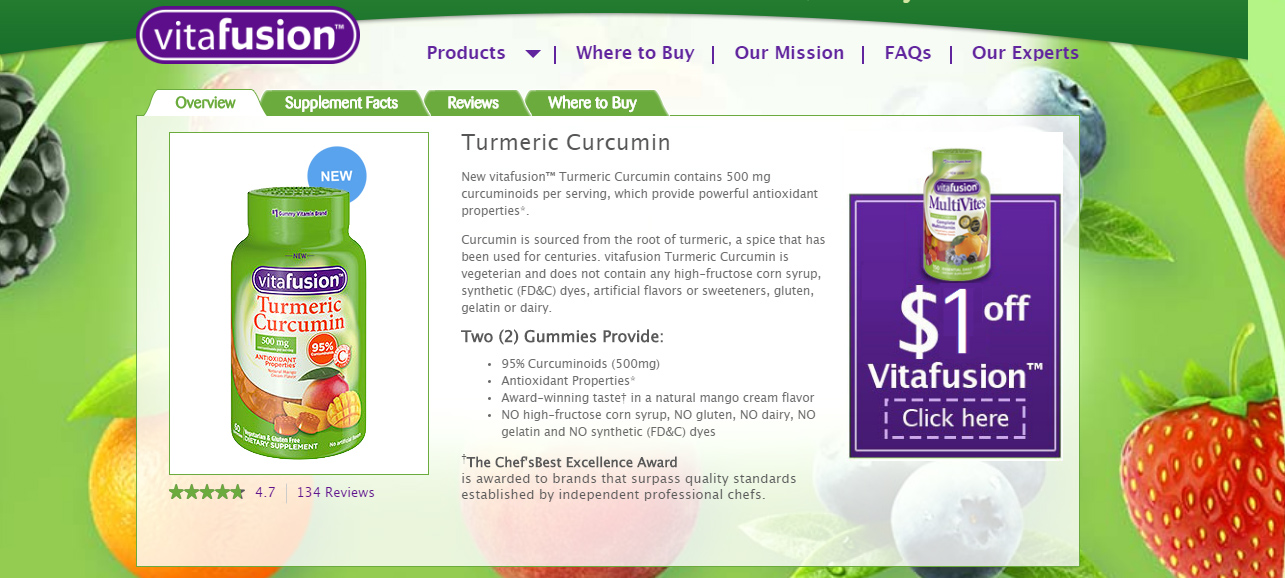 vitafusion™
Products | Where to Buy | Our Mission | FAQs | Our Experts
Overview Supplement Facts Reviews Where to Buy
NEW
#1 Gummy Vitamin Brand
NEW
vitafusion™
Turmeric
Curcumin
500 mg
95%
ANTIOXIDANT
Properties*
Natural Mango
Cream Flavor
60
Vegetarian & Gluten Free
DIETARY SUPPLEMENT
No artificial
4.7 | 134 Reviews
Turmeric Curcumin
New vitafusion™ Turmeric Curcumin contains 500 mg
curcuminoids per serving, which provide powerful antioxidant
properties*.
Curcumin is sourced from the root of turmeric, a spice that has
been used for centuries. vitafusion Turmeric Curcumin is
vegeterian and does not contain any high-fructose corn syrup,
synthetic (FD&C) dyes, artificial flavors or sweeteners, gluten,
gelatin or dairy.
Two (2) Gummies Provide:
• 95% Curcuminoids (500mg)
• Antioxidant Properties*
• Award-winning taste† in a natural mango cream flavor
• NO high-fructose corn syrup, NO gluten, NO dairy, NO
gelatin and NO synthetic (FD&C) dyes
†The Chef'sBest Excellence Award
is awarded to brands that surpass quality standards
established by independent professional chefs.
vitafusion
MultiVites
$1 off
Vitafusion™
Click here